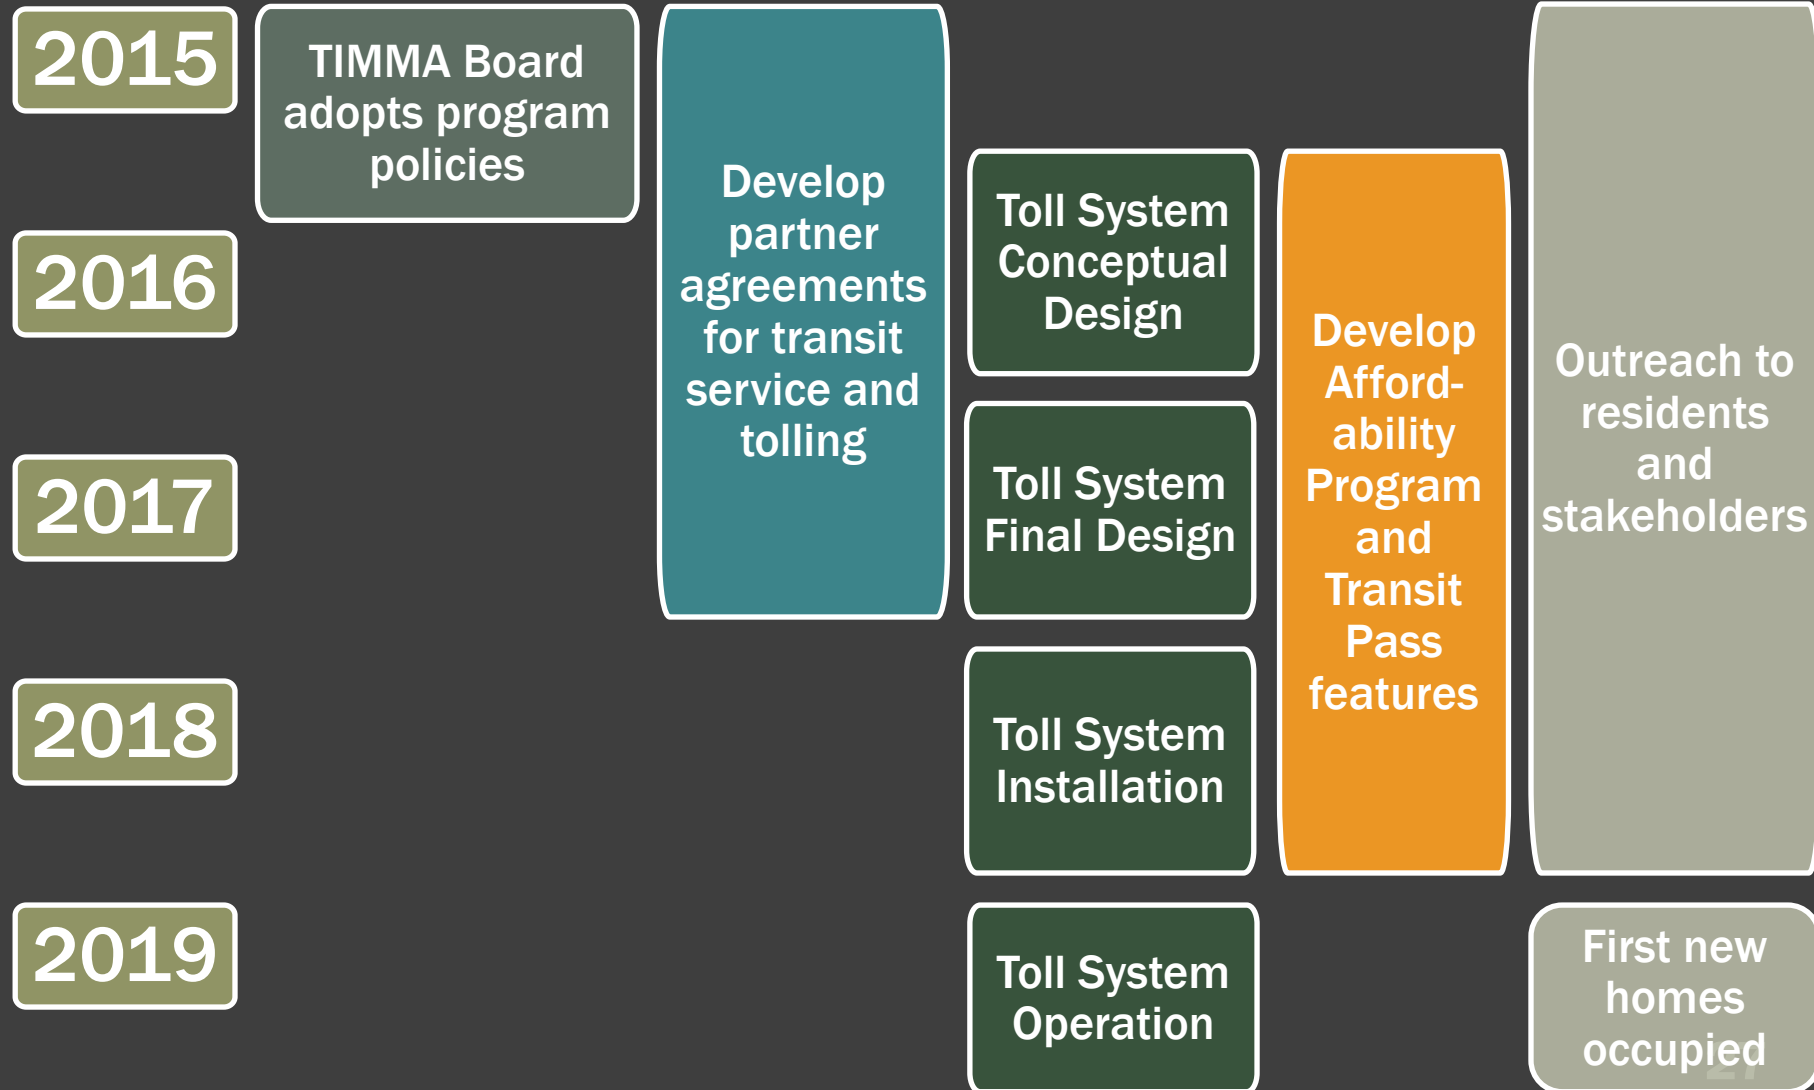 2015
2016
2017
2018
2019
TIMMA Board
adopts program
policies
Develop
partner
agreements
for transit
service and
tolling
Toll System
Conceptual
Design
Toll System
Final Design
Toll System
Installation
Toll System
Operation
Develop
Afford-
ability
Program
and
Transit
Pass
features
Outreach to
residents
and
stakeholders
First new
homes
occupied